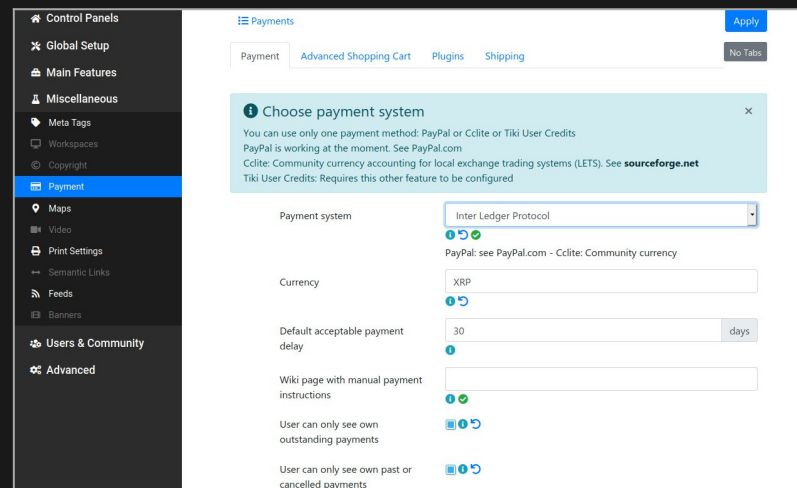 Control Panels
Global Setup
Main Features
Miscellaneous
Meta Tags
Workspaces
Copyright
Payment
Maps
Video
Print Settings
Semantic Links
Feeds
Banners
Users & Community
Advanced
Payments
Apply
Payment Advanced Shopping Cart Plugins Shipping
No Tabs
Choose payment system
×
You can use only one payment method: PayPal or Cclite or Tiki User Credits
PayPal is working at the moment. See PayPal.com
Cclite: Community currency accounting for local exchange trading systems (LETS). See sourceforge.net
Tiki User Credits: Requires this other feature to be configured
Payment system
Inter Ledger Protocol
PayPal: see PayPal.com - Cclite: Community currency
Currency
XRP
Default acceptable payment
delay
30
days
Wiki page with manual payment
instructions
User can only see own
outstanding payments
User can only see own past or
cancelled payments